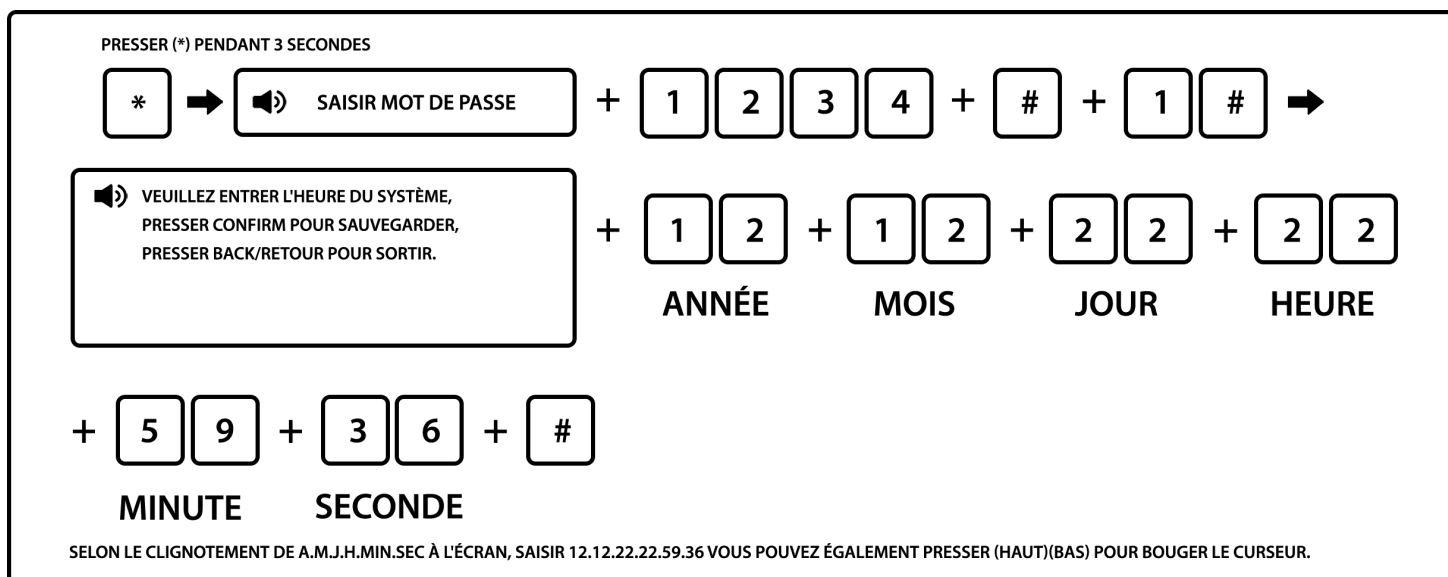 PRESSER (*) PENDANT 3 SECONDES
* SAISIR MOT DE PASSE + 1 2 3 4 + # + 1 #
VEUILLEZ ENTRER L'HEURE DU SYSTÈME,
PRESSER CONFIRM POUR SAUVEGARDER,
PRESSER BACK/RETOUR POUR SORTIR.
+ 1 2 + 1 2 + 2 2 + 2 2
ANNÉE MOIS JOUR HEURE
+ 5 9 + 3 6 + #
MINUTE SECONDE
SELON LE CLIGNOTEMENT DE A.M.J.H.MIN.SEC À L'ÉCRAN, SAISIR 12.12.22.22.59.36 VOUS POUVEZ ÉGALEMENT PRESSER (HAUT)(BAS) POUR BOUGER LE CURSEUR.